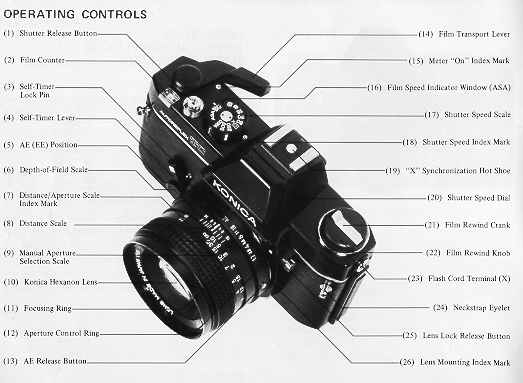 OPERATING CONTROLS
(1) Shutter Release Button
(2) Film Counter
(3) Self-Timer
Lock Pin
(4) Self-Timer Lever
(5) AE (EE) Position
(6) Depth-of-Field Scale
(7) Distance/Aperture Scale
Index Mark
(8) Distance Scale
(9) Manual Aperture
Selection Scale
(10) Konica Hexanon Lens
(11) Focusing Ring
(12) Aperture Control Ring
(13) AE Release Button
(14) Film Transport Lever
(15) Meter "On" Index Mark
(16) Film Speed Indicator Window (ASA)
(17) Shutter Speed Scale
(18) Shutter Speed Index Mark
(19) "X" Synchronization Hot Shoe
(20) Shutter Speed Dial
(21) Film Rewind Crank
(22) Film Rewind Knob
(23) Flash Cord Terminal (X)
(24) Neckstrap Eyelet
(25) Lens Lock Release Button
(26) Lens Mounting Index Mark
AUTOREFLEX
KONICA